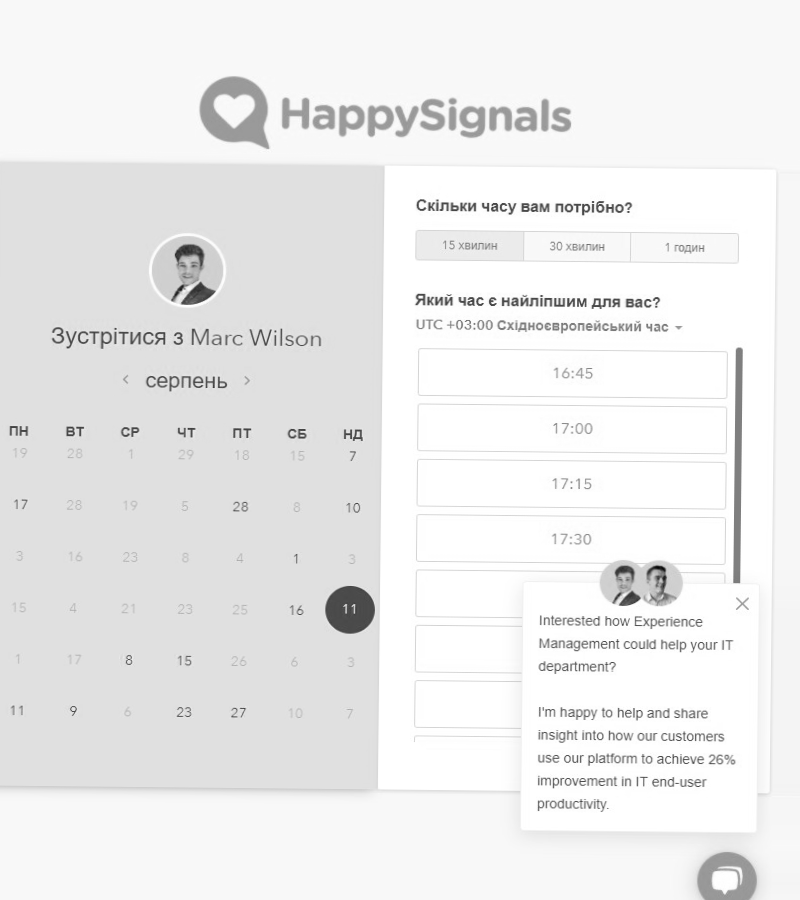 HappySignals
Зустрітися з Marc Wilson
серпень
ПН ВТ СР ЧТ ПТ СБ НД
19 28 1 29 18 15 7
17 28 19 5 28 8 10
3 16 23 8 4 1 3
15 4 21 23 25 16 11
1 17 8 15 26 6 3
11 9 6 23 27 10 7
Скільки часу вам потрібно?
15 хвилин 30 хвилин 1 годин
Який час є найліпшим для вас?
UTC +03:00 Східноєвропейський час
16:45
17:00
17:15
17:30
Interested how Experience
Management could help your IT
department?
I'm happy to help and share
insight into how our customers
use our platform to achieve 26%
improvement in IT end-user
productivity.